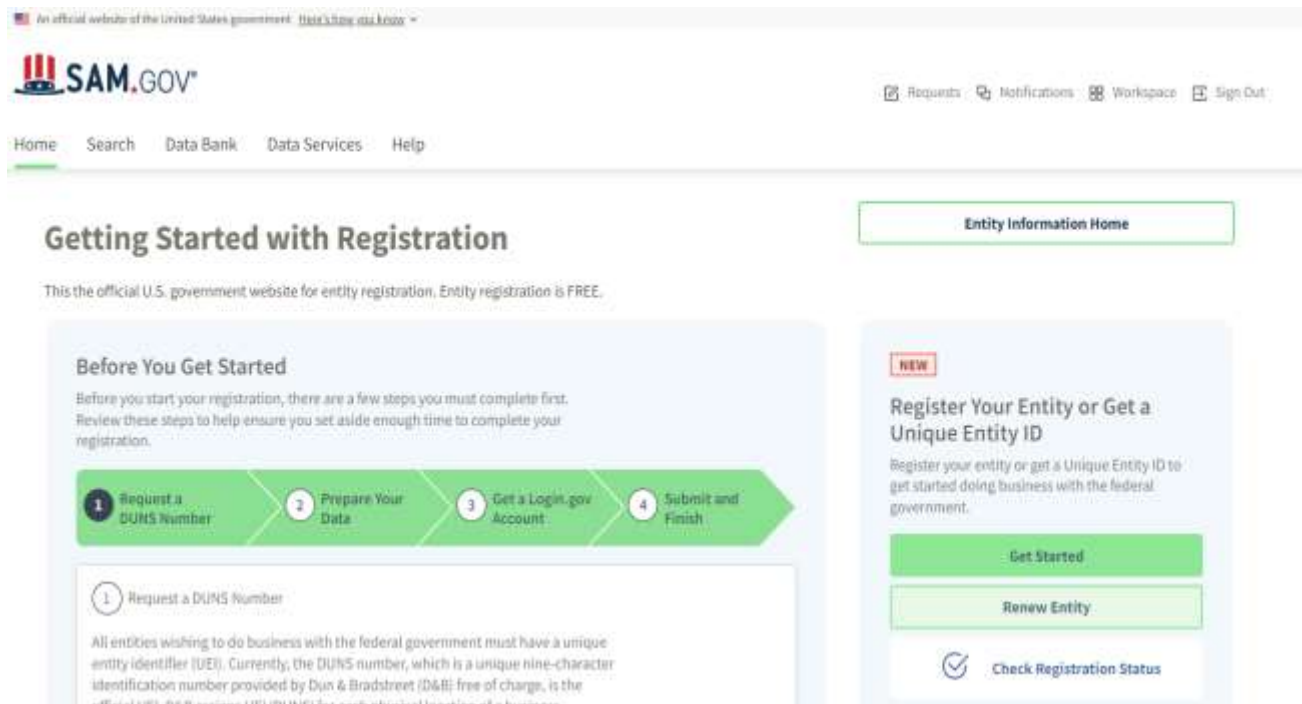 An official website of the United States government Here's how you know
SAM.GOV®
Requests Notifications Workspace Sign Out
Home Search Data Bank Data Services Help
Getting Started with Registration
Entity Information Home
This the official U.S. government website for entity registration. Entity registration is FREE.
Before You Get Started
Before you start your registration, there are a few steps you must complete first.
Review these steps to help ensure you set aside enough time to complete your
registration.
1 Request a
DUNS Number
2 Prepare Your
Data
3 Get a Login.gov
Account
4 Submit and
Finish
1 Request a DUNS Number
All entities wishing to do business with the federal government must have a unique
entity identifier (UEI). Currently, the DUNS number, which is a unique nine-character
identification number provided by Dun & Bradstreet (D&B) free of charge, is the
NEW
Register Your Entity or Get a
Unique Entity ID
Register your entity or get a Unique Entity ID to
get started doing business with the federal
government.
Get Started
Renew Entity
Check Registration Status